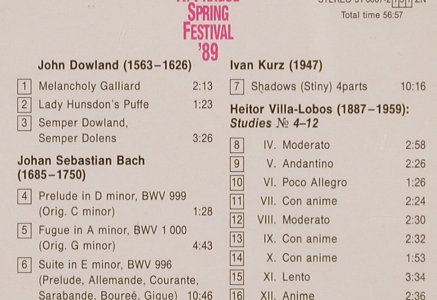 SPRING
FESTIVAL
'89
STEREO
Total time 56:57
John Dowland (1563–1626)
1 Melancholy Galliard 2:13
2 Lady Hunsdon's Puffe 1:23
3 Semper Dowland,
Semper Dolens 3:26
Johan Sebastian Bach
(1685–1750)
4 Prelude in D minor, BWV 999
(Orig. C minor) 1:28
5 Fugue in A minor, BWV 1 000
(Orig. G minor) 4:43
6 Suite in E minor, BWV 996
(Prelude, Allemande, Courante,
Sarabande, Boureé, Gigue) 10:46
Ivan Kurz (1947)
7 Shadows (Stiny) 4parts 10:16
Heitor Villa-Lobos (1887–1959):
Studies № 4–12
8 IV. Moderato 2:58
9 V. Andantino 2:26
10 VI. Poco Allegro 1:26
11 VII. Con anime 2:24
12 VIII. Moderato 2:30
13 IX. Con anime 2:32
14 X. Con anime 1:53
15 XI. Lento 3:34
16 XII. Anime 2:36